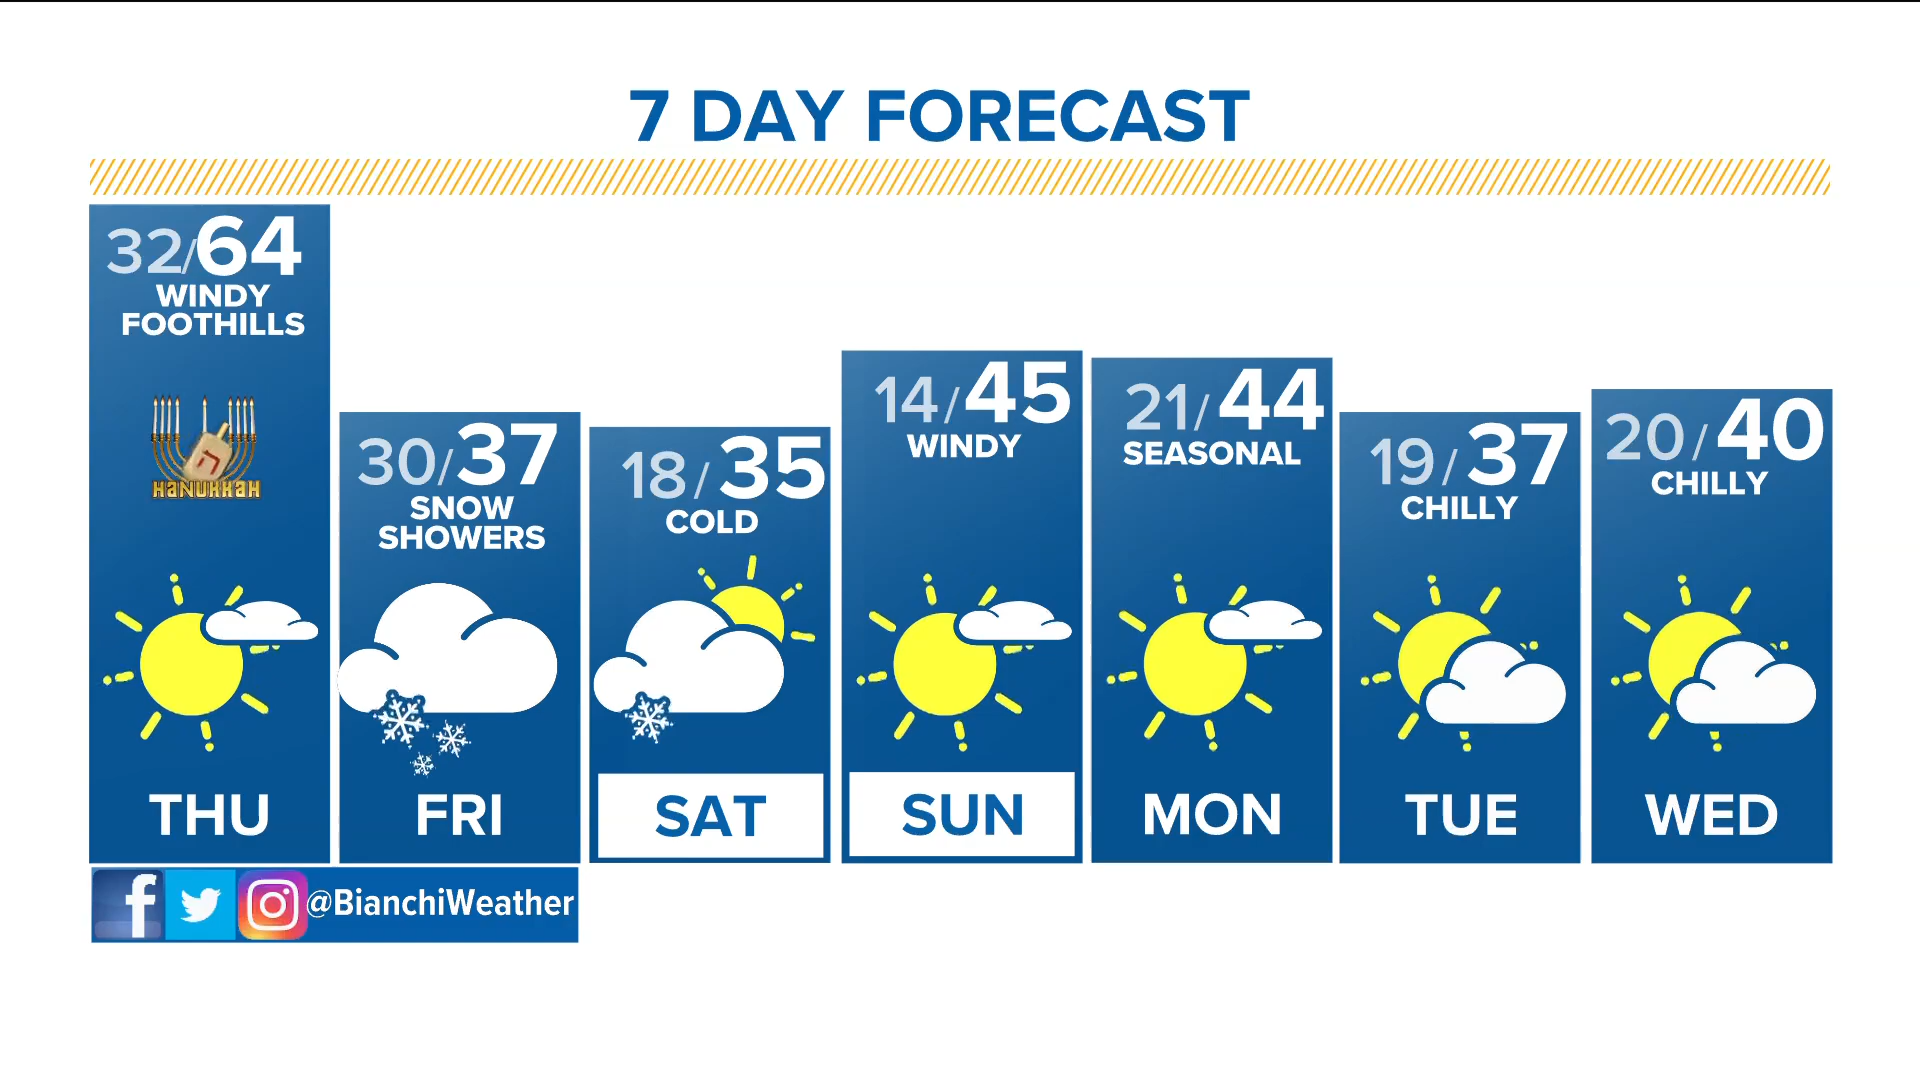 7 DAY FORECAST
32/64
WINDY
FOOTHILLS
ה
HANUKKAH
THU
30/37
SNOW
SHOWERS
FRI
18/35
COLD
SAT
14/45
WINDY
SUN
21/44
SEASONAL
MON
19/37
CHILLY
TUE
20/40
CHILLY
WED
f
@BianchiWeather